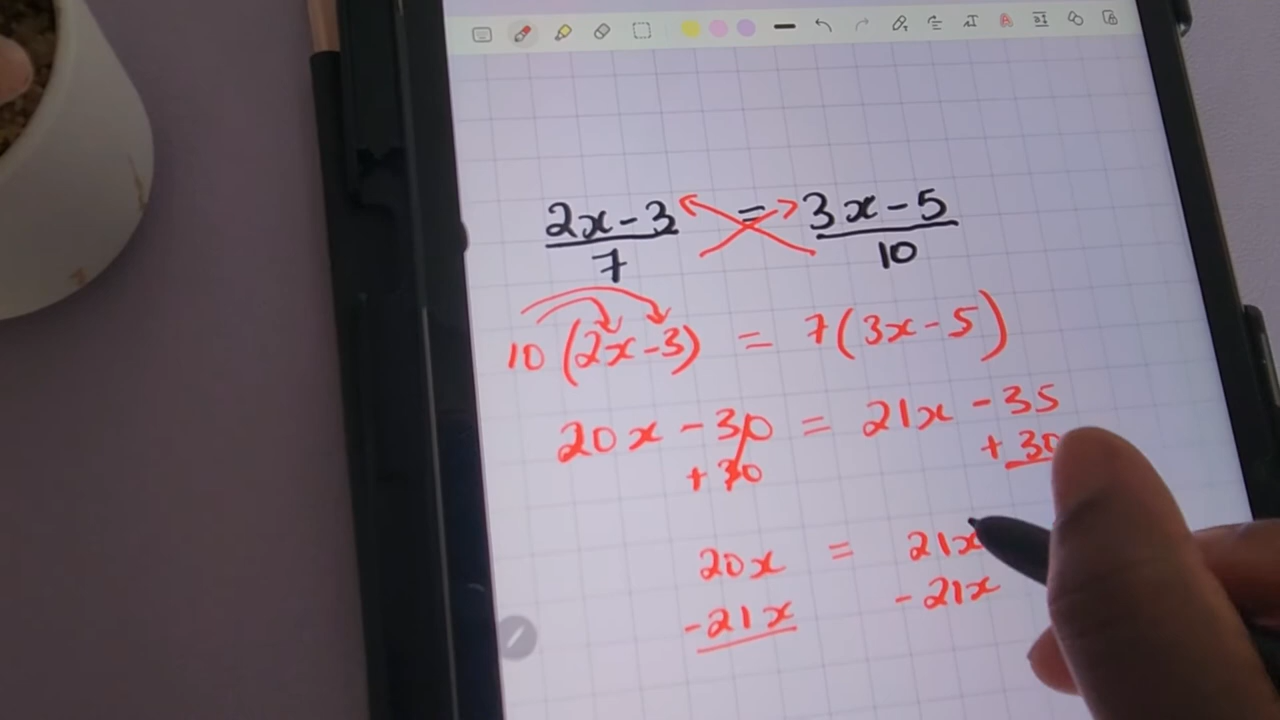 2x-3 = 3x-5
7 10
10 (2x-3) = 7(3x-5)
20x -30 = 21x -35
+30 +30
20x = 21x
-21x -21x